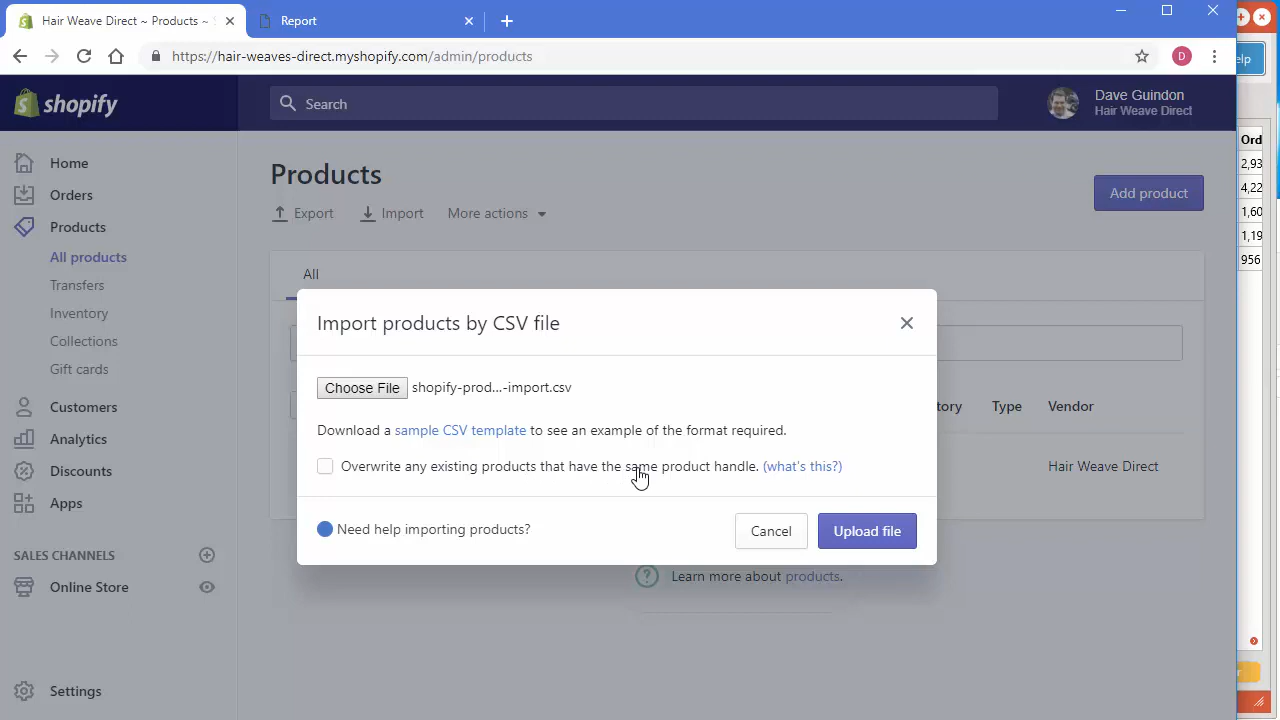 Hair Weave Direct ~ Products ~
Report
https://hair-weaves-direct.myshopify.com/admin/products
D
shopify
Search
Dave Guindon
Hair Weave Direct
Home
Orders
Products
All products
Transfers
Inventory
Collections
Gift cards
Customers
Analytics
Discounts
Apps
SALES CHANNELS
Online Store
Settings
Products
Export
Import
More actions
Add product
All
Import products by CSV file
Choose File shopify-prod...-import.csv
Download a sample CSV template to see an example of the format required.
Overwrite any existing products that have the same product handle. (what's this?)
Need help importing products?
Cancel
Upload file
tory
Type
Vendor
Hair Weave Direct
Learn more about products.
elp
Ord
2,93
4,22
1,60
1,19
956